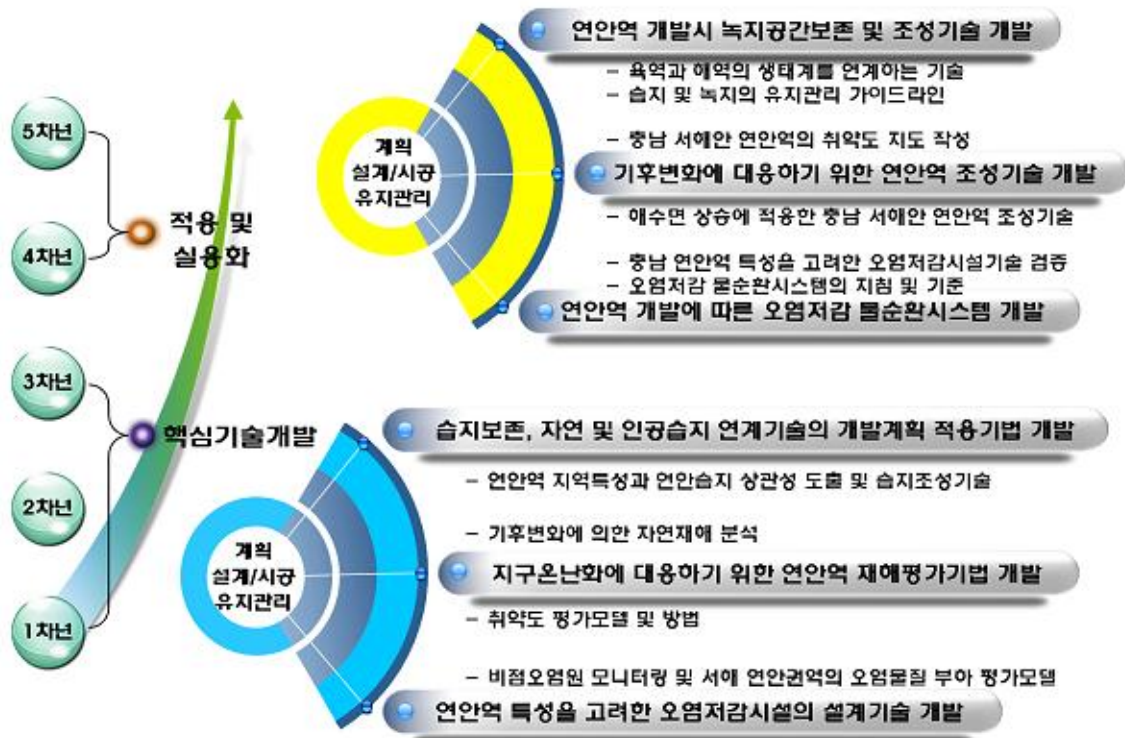 연안역 개발시 녹지공간보존 및 조성기술 개발
- 육역과 해역의 생태계를 연계하는 기술
- 습지 및 녹지의 유지관리 가이드라인
- 충남 서해안 연안역의 취약도 지도 작성
기후변화에 대응하기 위한 연안역 조성기술 개발
- 해수면 상승에 적용한 충남 서해안 연안역 조성기술
- 충남 연안역 특성을 고려한 오염저감시설기술 검증
- 오염저감 물순환시스템의 지침 및 기준
연안역 개발에 따른 오염저감 물순환시스템 개발
계획
설계/시공
유지관리
5차년
4차년
적용 및
실용화
3차년
2차년
1차년
핵심기술개발
습지보존, 자연 및 인공습지 연계기술의 개발계획 적용기법 개발
- 연안역 지역특성과 연안습지 상관성 도출 및 습지조성기술
- 기후변화에 의한 자연재해 분석
지구온난화에 대응하기 위한 연안역 재해평가기법 개발
- 취약도 평가모델 및 방법
- 비점오염원 모니터링 및 서해 연안권역의 오염물질 부하 평가모델
연안역 특성을 고려한 오염저감시설의 설계기술 개발
계획
설계/시공
유지관리